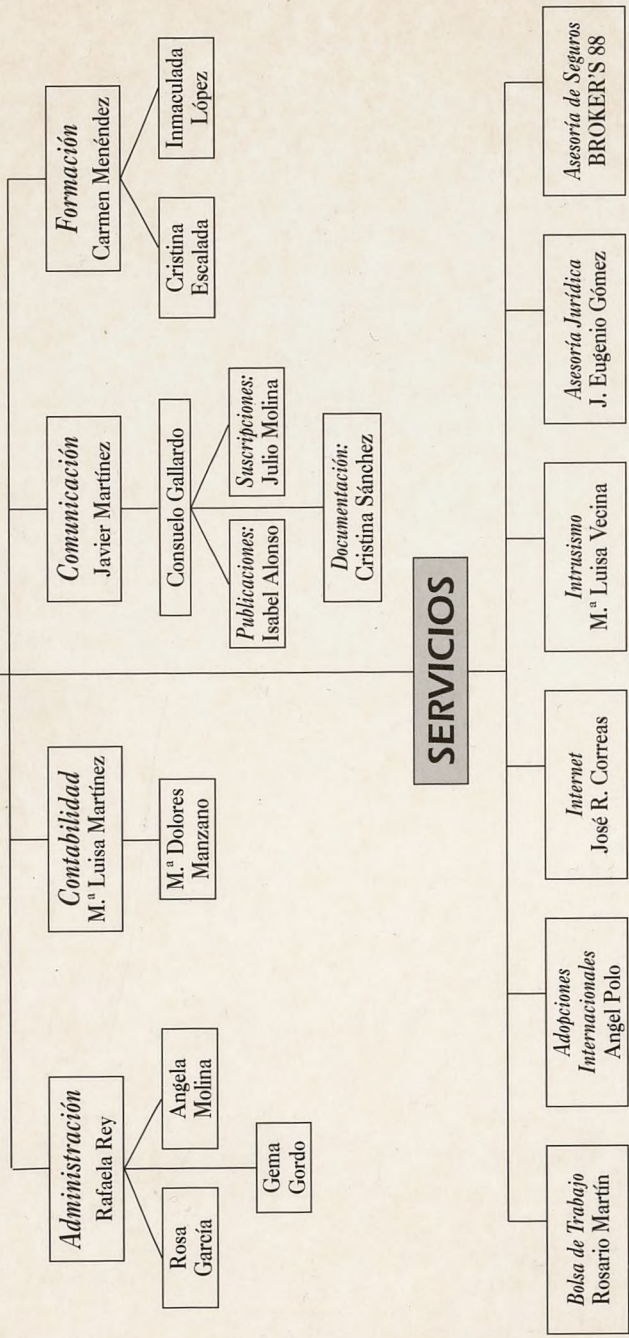 Administración
Rafaela Rey
Rosa
García
Angela
Molina
Gema
Gordo
Contabilidad
M.ª Luisa Martínez
M.ª Dolores
Manzano
Comunicación
Javier Martínez
Consuelo Gallardo
Publicaciones:
Isabel Alonso
Suscripciones:
Julio Molina
Documentación:
Cristina Sánchez
Formación
Carmen Menéndez
Cristina
Escalada
Inmaculada
López
SERVICIOS
Bolsa de Trabajo
Rosario Martín
Adopciones
Internacionales
Angel Polo
Internet
José R. Correas
Intrusismo
M.ª Luisa Vecina
Asesoría Jurídica
J. Eugenio Gómez
Asesoría de Seguros
BROKER'S 88